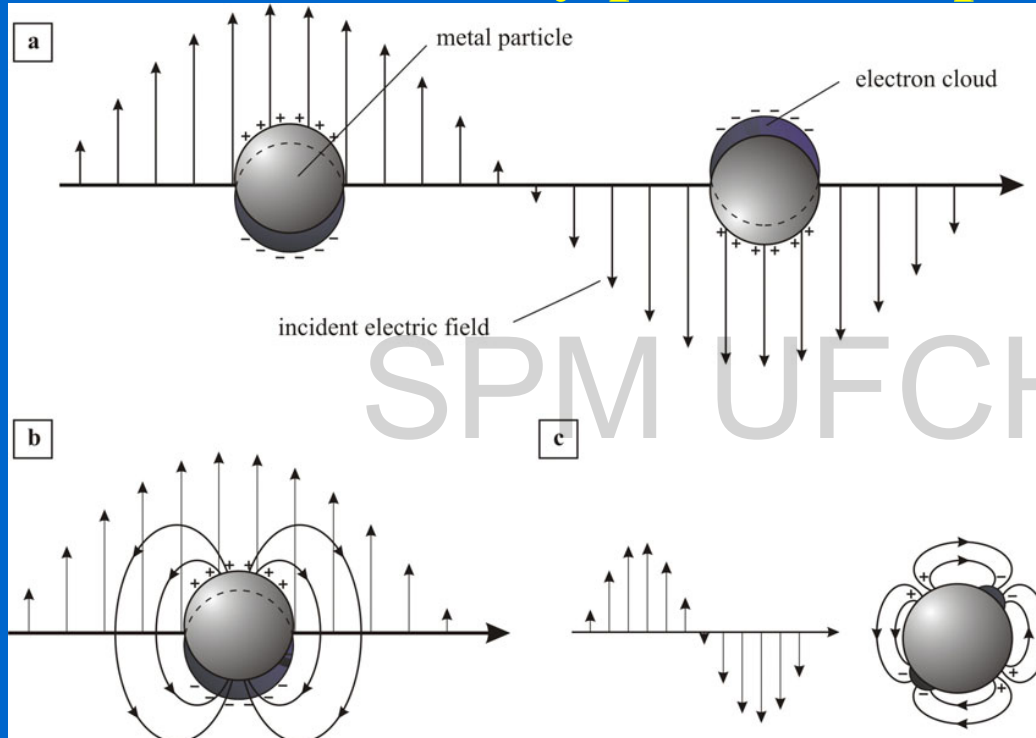 a
metal particle
electron cloud
incident electric field
SPM UFCH
b
c